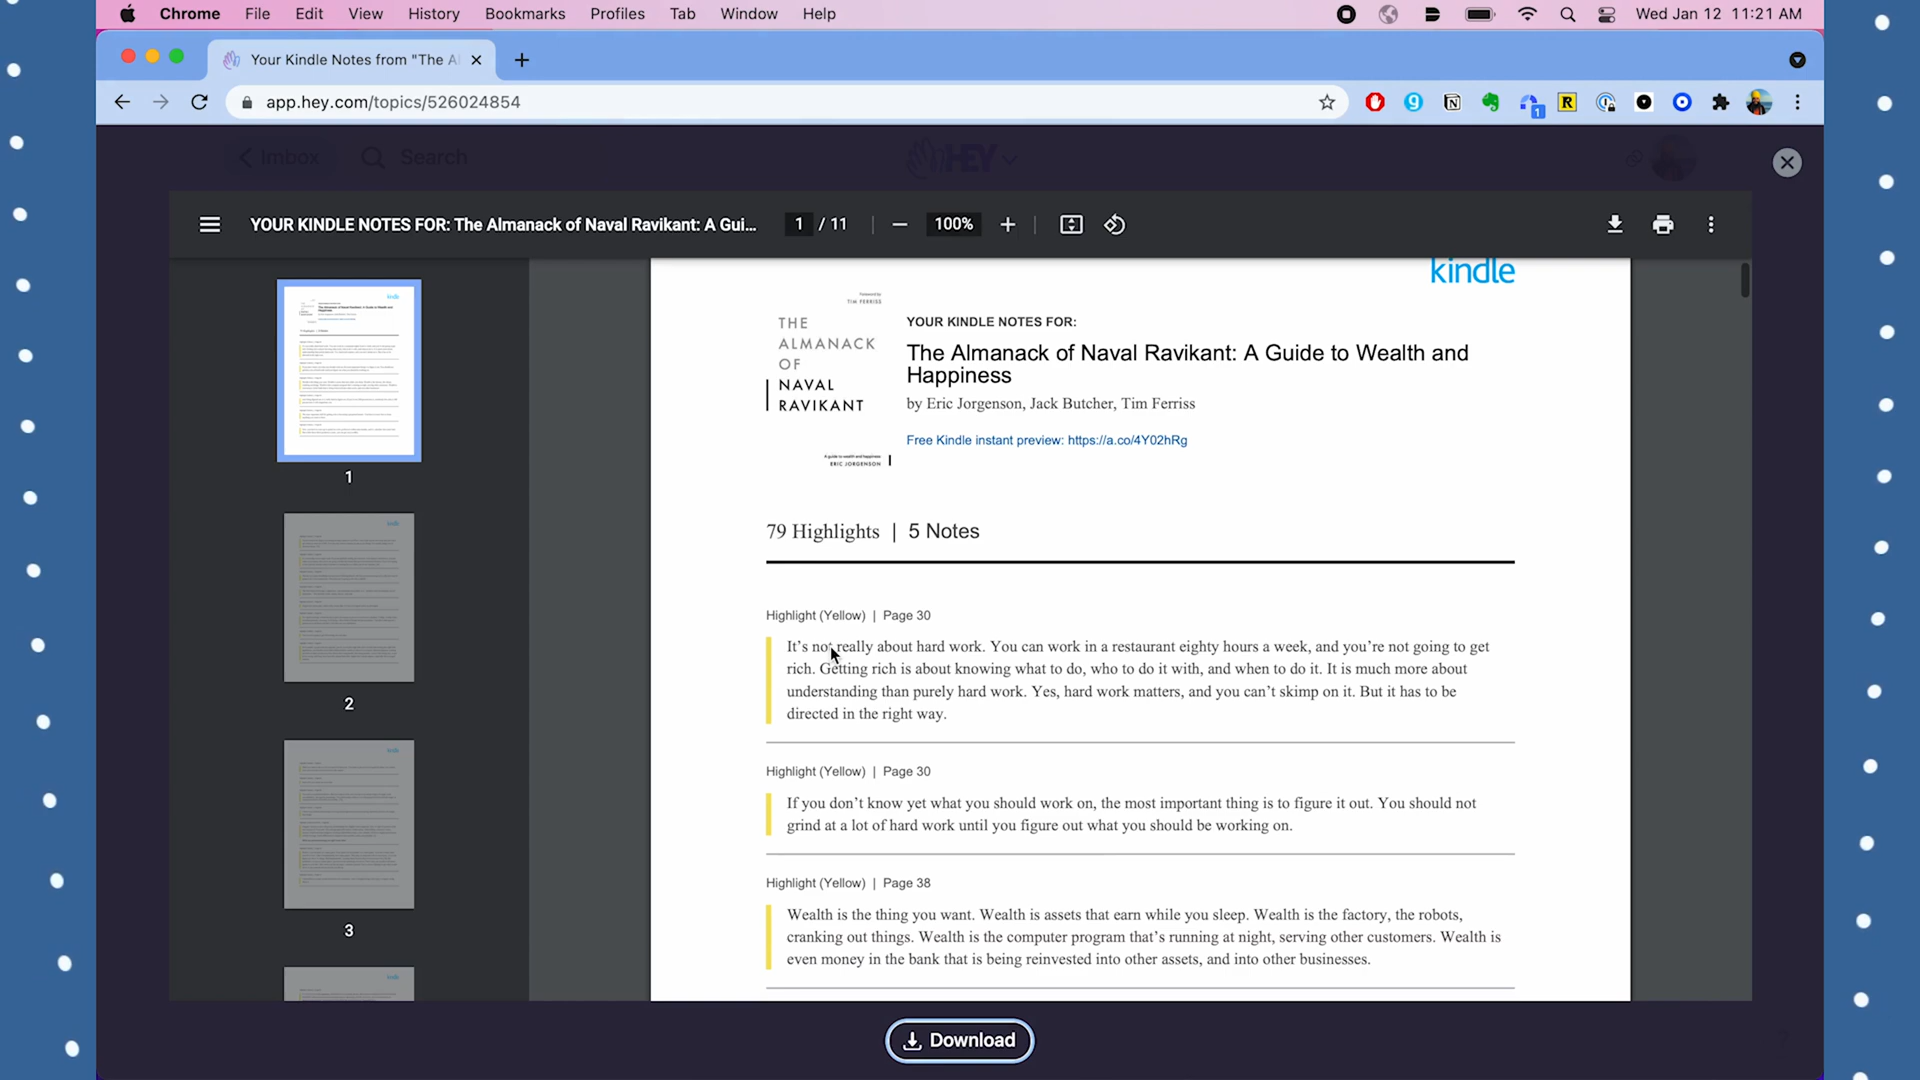 Chrome File Edit View History Bookmarks Profiles Tab Window Help Wed Jan 12 11:21 AM
Your Kindle Notes from "The Al
app.hey.com/topics/526024854
Imbox Search HEY
YOUR KINDLE NOTES FOR: The Almanack of Naval Ravikant: A Gui... 1 / 11 100%
1
2
3
kindle
Foreword by
TIM FERRISS
THE
ALMANACK
OF
NAVAL
RAVIKANT
A guide to wealth and happiness
ERIC JORGENSON
YOUR KINDLE NOTES FOR:
The Almanack of Naval Ravikant: A Guide to Wealth and
Happiness
by Eric Jorgenson, Jack Butcher, Tim Ferriss
Free Kindle instant preview: https://a.co/4Y02hRg
79 Highlights | 5 Notes
Highlight (Yellow) | Page 30
It's not really about hard work. You can work in a restaurant eighty hours a week, and you're not going to get
rich. Getting rich is about knowing what to do, who to do it with, and when to do it. It is much more about
understanding than purely hard work. Yes, hard work matters, and you can't skimp on it. But it has to be
directed in the right way.
Highlight (Yellow) | Page 30
If you don't know yet what you should work on, the most important thing is to figure it out. You should not
grind at a lot of hard work until you figure out what you should be working on.
Highlight (Yellow) | Page 38
Wealth is the thing you want. Wealth is assets that earn while you sleep. Wealth is the factory, the robots,
cranking out things. Wealth is the computer program that's running at night, serving other customers. Wealth is
even money in the bank that is being reinvested into other assets, and into other businesses.
Download